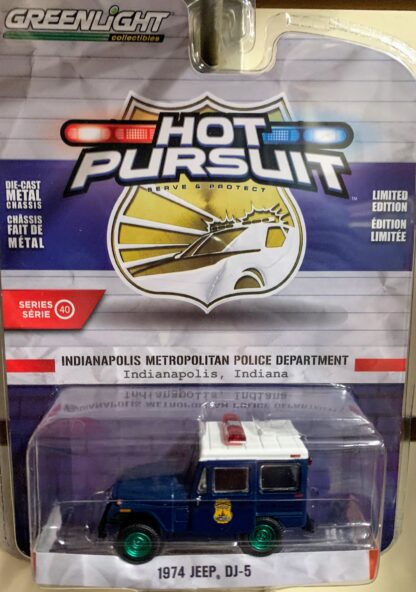 GREENLIGHT
collectibles
HOT
PURSUIT
™
SERVE & PROTECT
DIE-CAST
METAL
CHASSIS
CHÂSSIS
FAIT DE
MÉTAL
LIMITED
EDITION
ÉDITION
LIMITÉE
SERIES
SÉRIE
40
INDIANAPOLIS METROPOLITAN POLICE DEPARTMENT
Indianapolis, Indiana
1974 JEEP® DJ-5